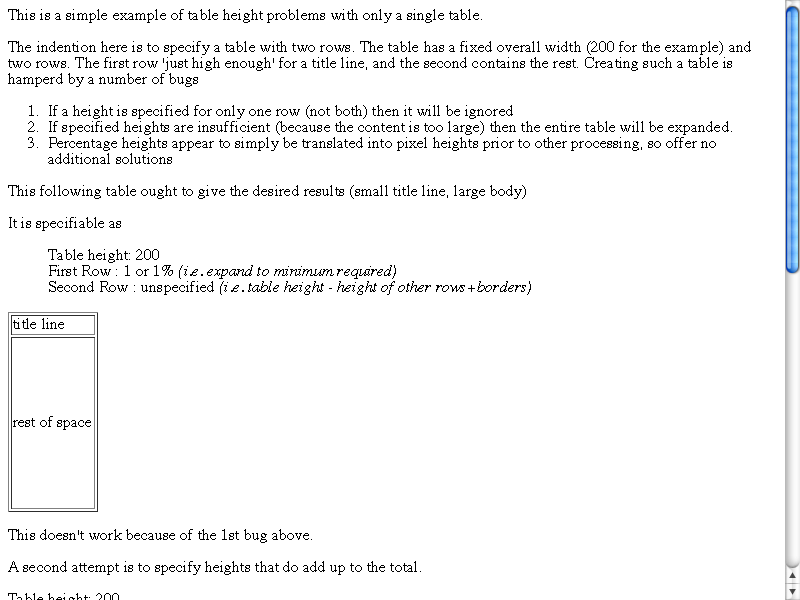 This is a simple example of table height problems with only a single table.
The indention here is to specify a table with two rows. The table has a fixed overall width (200 for the example) and
two rows. The first row 'just high enough' for a title line, and the second contains the rest. Creating such a table is
hamperd by a number of bugs
1. If a height is specified for only one row (not both) then it will be ignored
2. If specified heights are insufficient (because the content is too large) then the entire table will be expanded.
3. Percentage heights appear to simply be translated into pixel heights prior to other processing, so offer no
additional solutions
This following table ought to give the desired results (small title line, large body)
It is specifiable as
Table height: 200
First Row : 1 or 1% (i.e. expand to minimum required)
Second Row : unspecified (i.e. table height - height of other rows+borders)
title line
rest of space
This doesn't work because of the 1st bug above.
A second attempt is to specify heights that do add up to the total.
Table height: 200